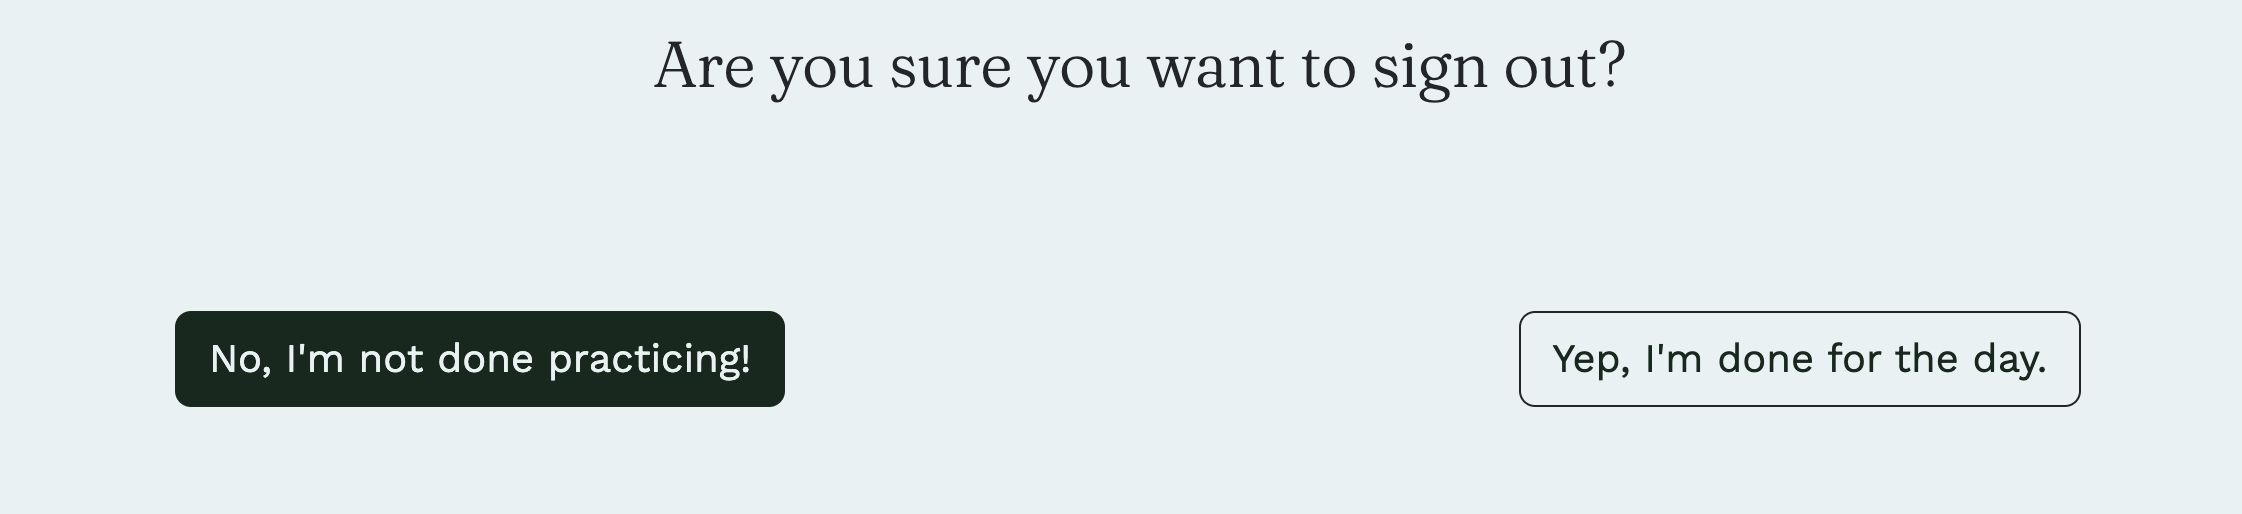 Are you sure you want to sign out?
No, I'm not done practicing!
Yep, I'm done for the day.